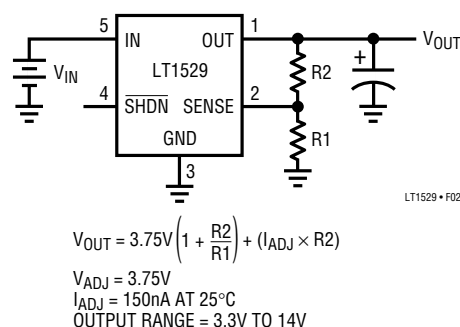 5 IN OUT 1 V_OUT
+
V_IN LT1529 R2
4 SHDN SENSE 2
GND R1
3
LT1529 • F02
V_OUT = 3.75V(1 + R2/R1) + (I_ADJ × R2)
V_ADJ = 3.75V
I_ADJ = 150nA AT 25°C
OUTPUT RANGE = 3.3V TO 14V